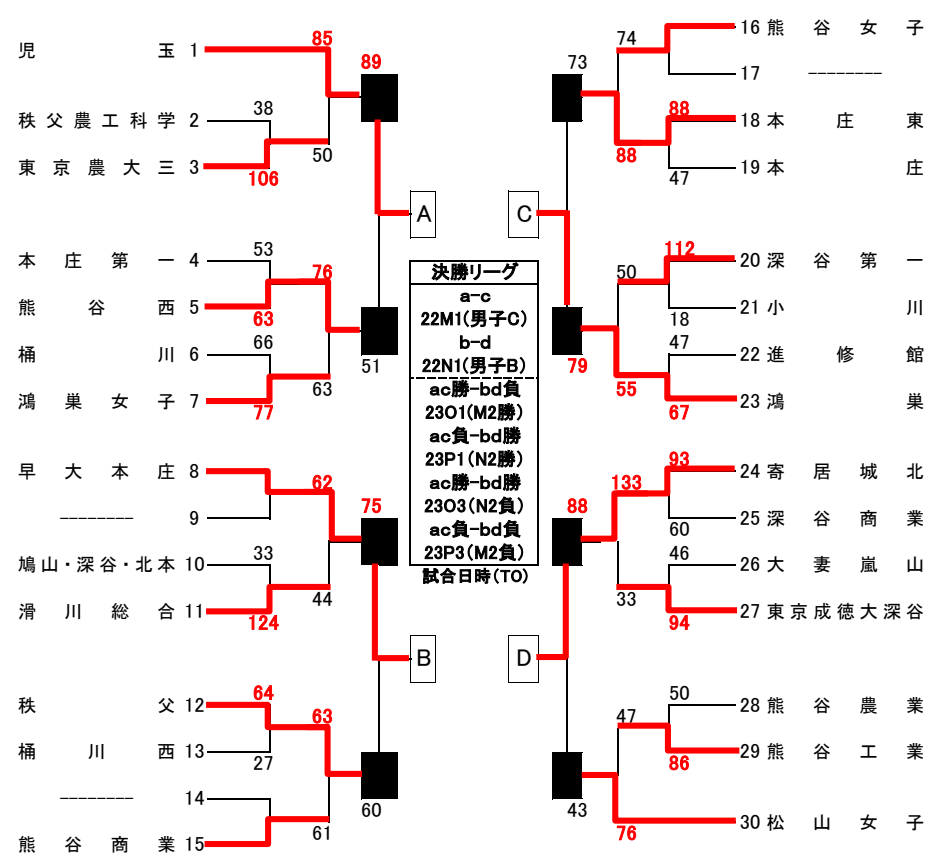 児玉 1
85
89
38
秩父農工科学 2
50
東京農大三 3
106
A
本庄第一 4
53
76
熊谷西 5
63
51
桶川 6
66
63
鴻巣女子 7
77
早大本庄 8
62
75
-------- 9
鳩山・深谷・北本 10
33
44
滑川総合 11
124
B
秩父 12
64
63
桶川西 13
27
60
-------- 14
61
熊谷商業 15
決勝リーグ
a-c
22M1(男子C)
b-d
22N1(男子B)
ac勝-bd負
23O1(M2勝)
ac負-bd勝
23P1(N2勝)
ac勝-bd勝
23O3(N2負)
ac負-bd負
23P3(M2負)
試合日時(TO)
16 熊谷女子
74
73
17 --------
88
18 本庄東
88
19 本庄
47
C
112
20 深谷第一
50
21 小川
18
79
47
22 進修館
55
23 鴻巣
67
93
24 寄居城北
133
88
25 深谷商業
60
46
26 大妻嵐山
33
27 東京成徳大深谷
94
D
50
28 熊谷農業
47
29 熊谷工業
86
43
30 松山女子
76